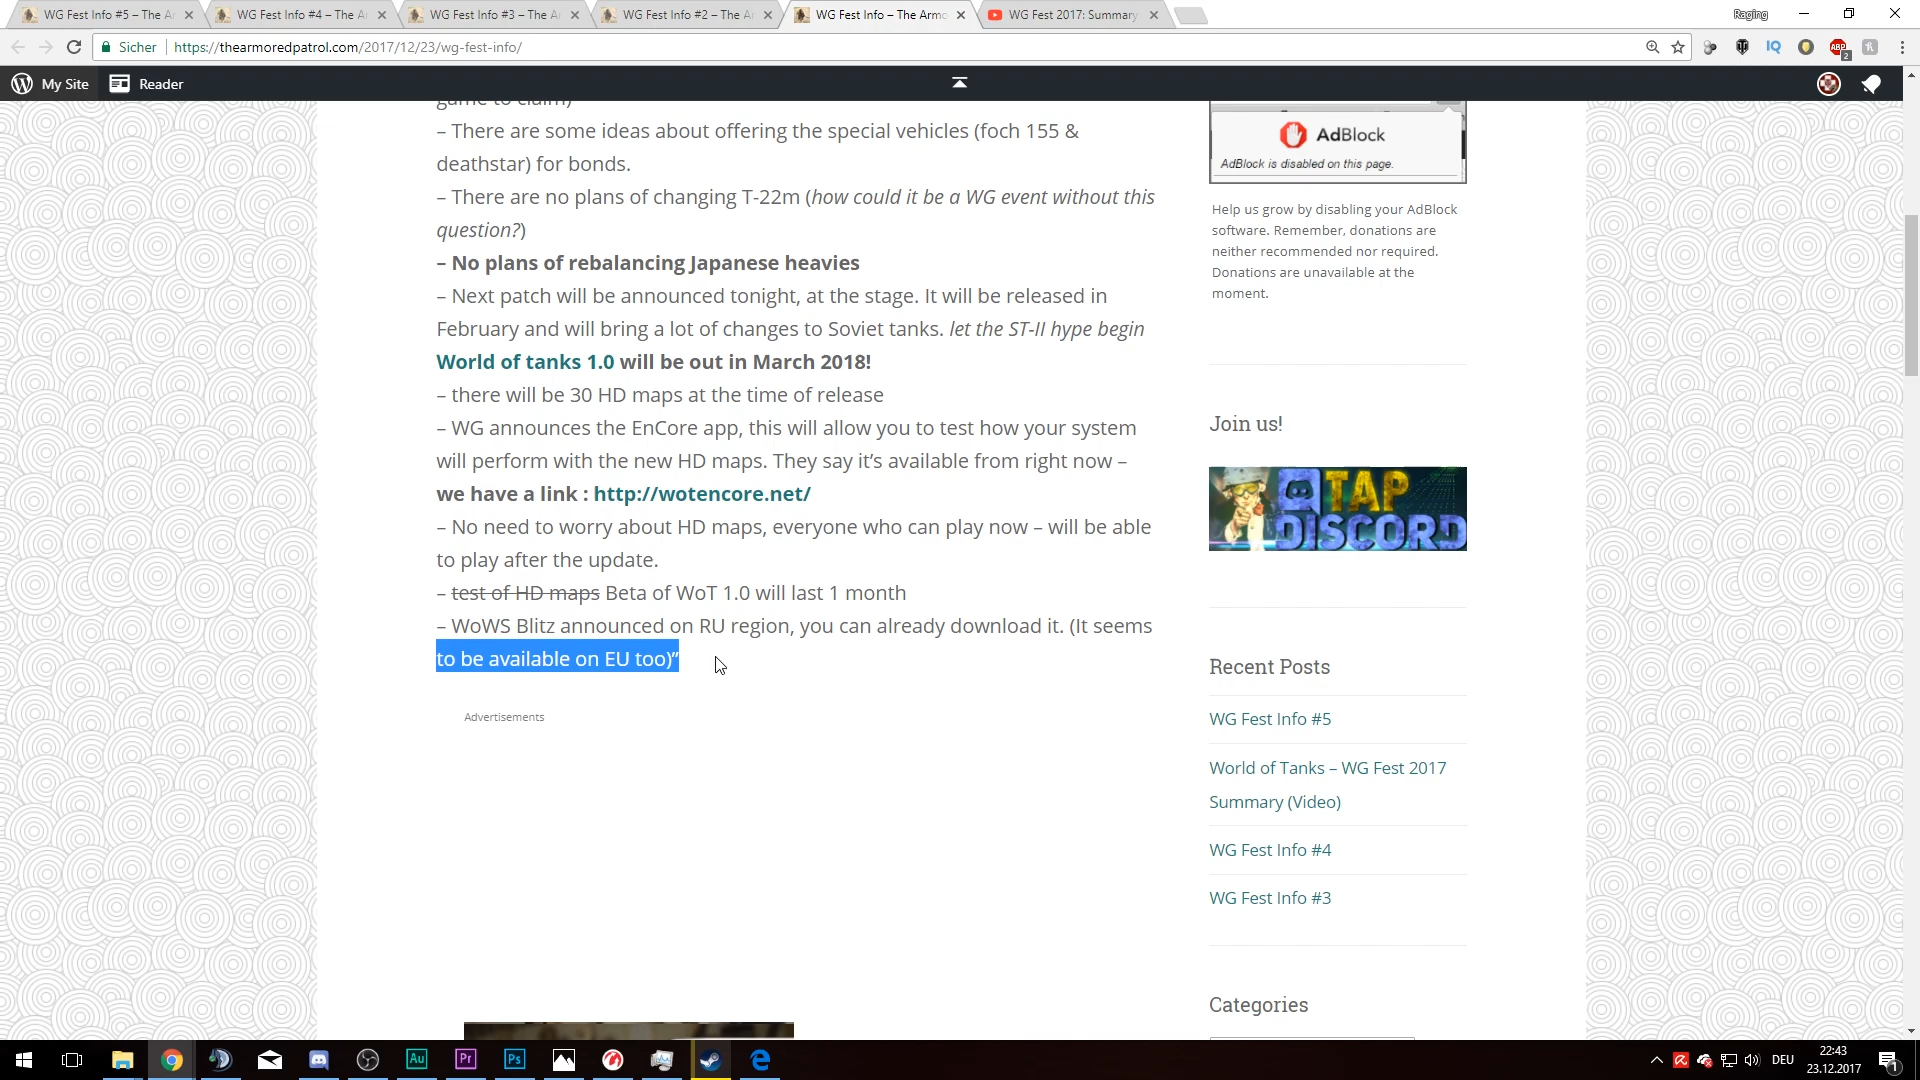 WG Fest Info #5 – The Ar
WG Fest Info #4 – The Ar
WG Fest Info #3 – The Ar
WG Fest Info #2 – The Ar
WG Fest Info – The Armo
WG Fest 2017: Summary
Raging
Sicher
https://thearmoredpatrol.com/2017/12/23/wg-fest-info/
IQ
ABP
2
My Site
Reader
game to claim)
– There are some ideas about offering the special vehicles (foch 155 &
deathstar) for bonds.
– There are no plans of changing T-22m (how could it be a WG event without this
question?)
– No plans of rebalancing Japanese heavies
– Next patch will be announced tonight, at the stage. It will be released in
February and will bring a lot of changes to Soviet tanks. let the ST-II hype begin
World of tanks 1.0 will be out in March 2018!
– there will be 30 HD maps at the time of release
– WG announces the EnCore app, this will allow you to test how your system
will perform with the new HD maps. They say it’s available from right now –
we have a link : http://wotencore.net/
– No need to worry about HD maps, everyone who can play now – will be able
to play after the update.
– test of HD maps Beta of WoT 1.0 will last 1 month
– WoWS Blitz announced on RU region, you can already download it. (It seems
to be available on EU too)”
Advertisements
AdBlock
AdBlock is disabled on this page.
Help us grow by disabling your AdBlock
software. Remember, donations are
neither recommended nor required.
Donations are unavailable at the
moment.
Join us!
TAP
DISCORD
Recent Posts
WG Fest Info #5
World of Tanks – WG Fest 2017
Summary (Video)
WG Fest Info #4
WG Fest Info #3
Categories
Au
Pr
Ps
DEU
22:43
23.12.2017
1